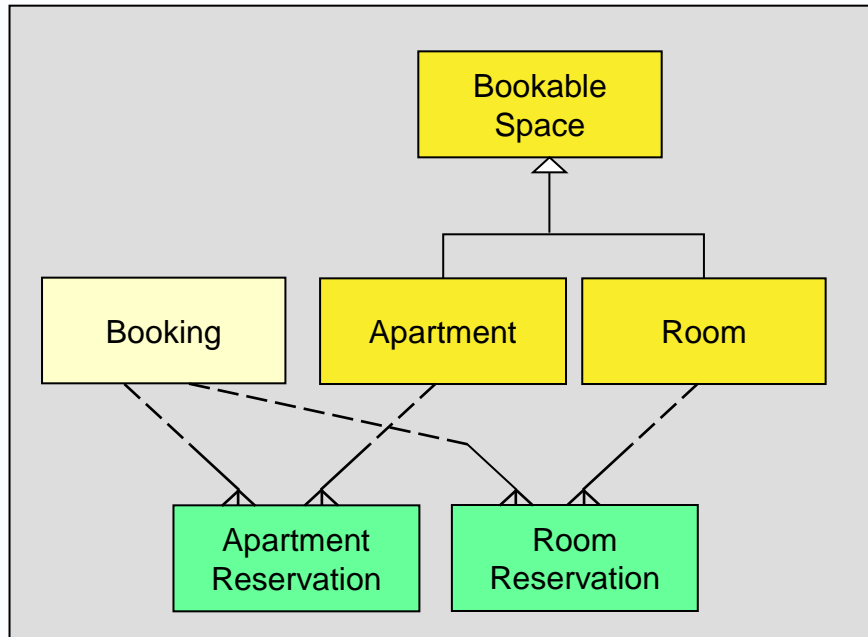 Bookable
Space
Booking
Apartment
Room
Apartment
Reservation
Room
Reservation